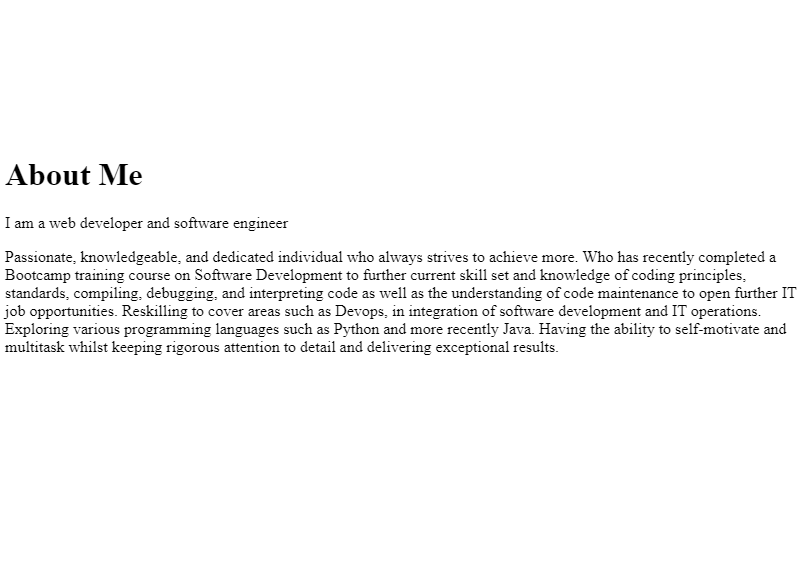 About Me
I am a web developer and software engineer
Passionate, knowledgeable, and dedicated individual who always strives to achieve more. Who has recently completed a
Bootcamp training course on Software Development to further current skill set and knowledge of coding principles,
standards, compiling, debugging, and interpreting code as well as the understanding of code maintenance to open further IT
job opportunities. Reskilling to cover areas such as Devops, in integration of software development and IT operations.
Exploring various programming languages such as Python and more recently Java. Having the ability to self-motivate and
multitask whilst keeping rigorous attention to detail and delivering exceptional results.